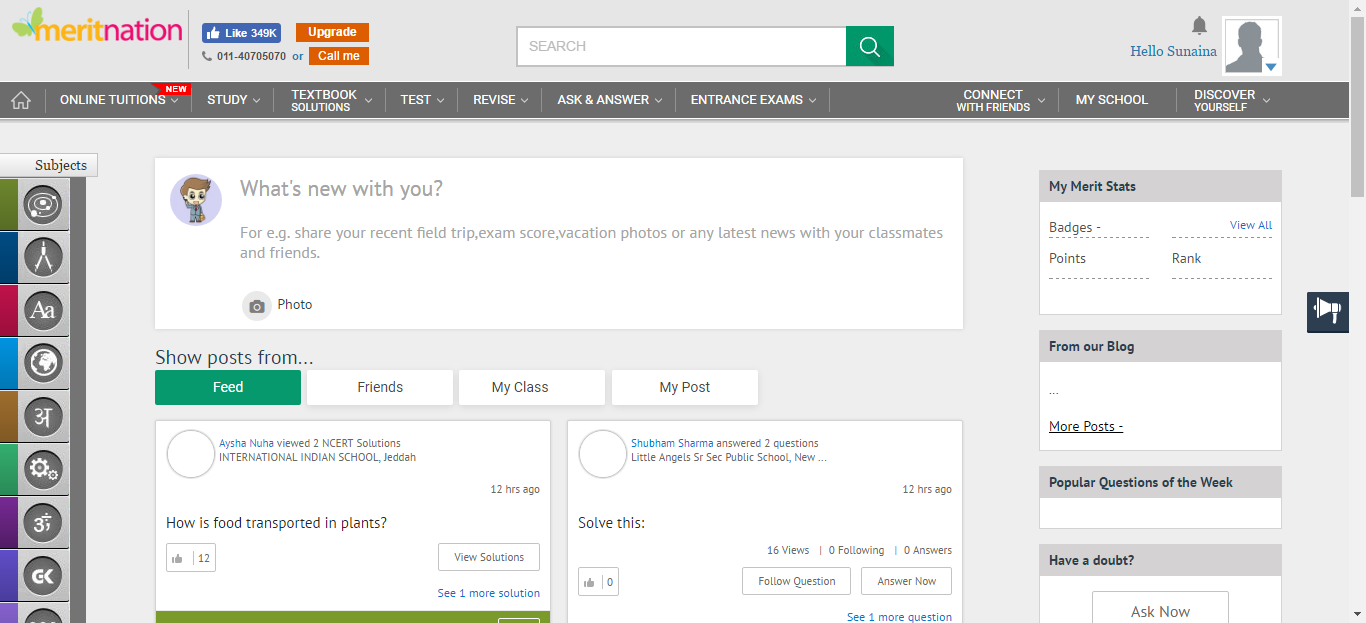 meritnation
Like 349K
Upgrade
011-40705070 or
Call me
SEARCH
Hello Sunaina
ONLINE TUITIONS
NEW
STUDY
TEXTBOOK
SOLUTIONS
TEST
REVISE
ASK & ANSWER
ENTRANCE EXAMS
CONNECT
WITH FRIENDS
MY SCHOOL
DISCOVER
YOURSELF
Subjects
Aa
अ
ॐ
GK
What's new with you?
For e.g. share your recent field trip,exam score,vacation photos or any latest news with your classmates
and friends.
Photo
Show posts from...
Feed
Friends
My Class
My Post
Aysha Nuha viewed 2 NCERT Solutions
INTERNATIONAL INDIAN SCHOOL, Jeddah
12 hrs ago
How is food transported in plants?
12
View Solutions
See 1 more solution
Shubham Sharma answered 2 questions
Little Angels Sr Sec Public School, New ...
12 hrs ago
Solve this:
16 Views | 0 Following | 0 Answers
0
Follow Question
Answer Now
See 1 more question
My Merit Stats
Badges -
View All
Points
Rank
From our Blog
...
More Posts -
Popular Questions of the Week
Have a doubt?
Ask Now